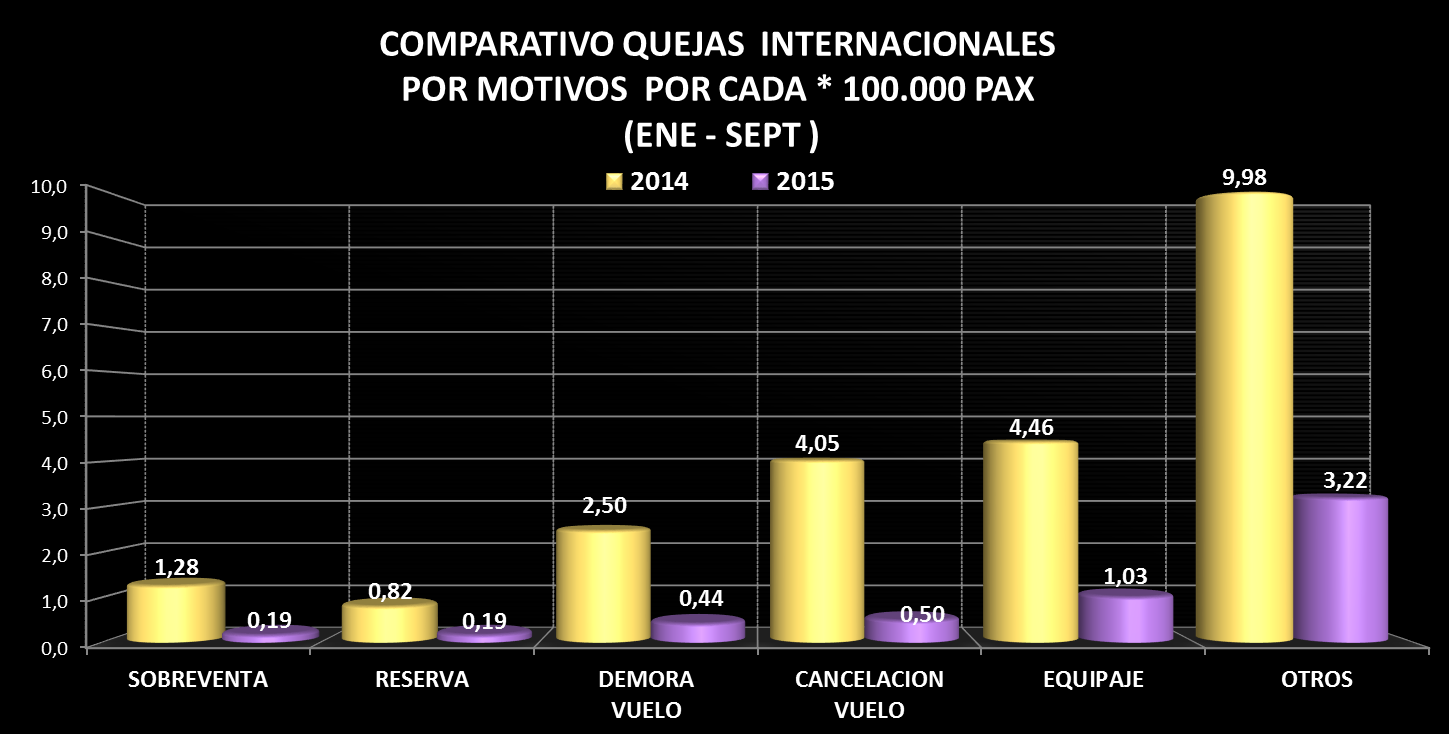 COMPARATIVO QUEJAS INTERNACIONALES
POR MOTIVOS POR CADA * 100.000 PAX
(ENE - SEPT )
2014 2015
10,0
9,0
8,0
7,0
6,0
5,0
4,0
3,0
2,0
1,0
0,0
1,28
0,19
0,82
0,19
2,50
0,44
4,05
0,50
4,46
1,03
9,98
3,22
SOBREVENTA
RESERVA
DEMORA
VUELO
CANCELACION
VUELO
EQUIPAJE
OTROS